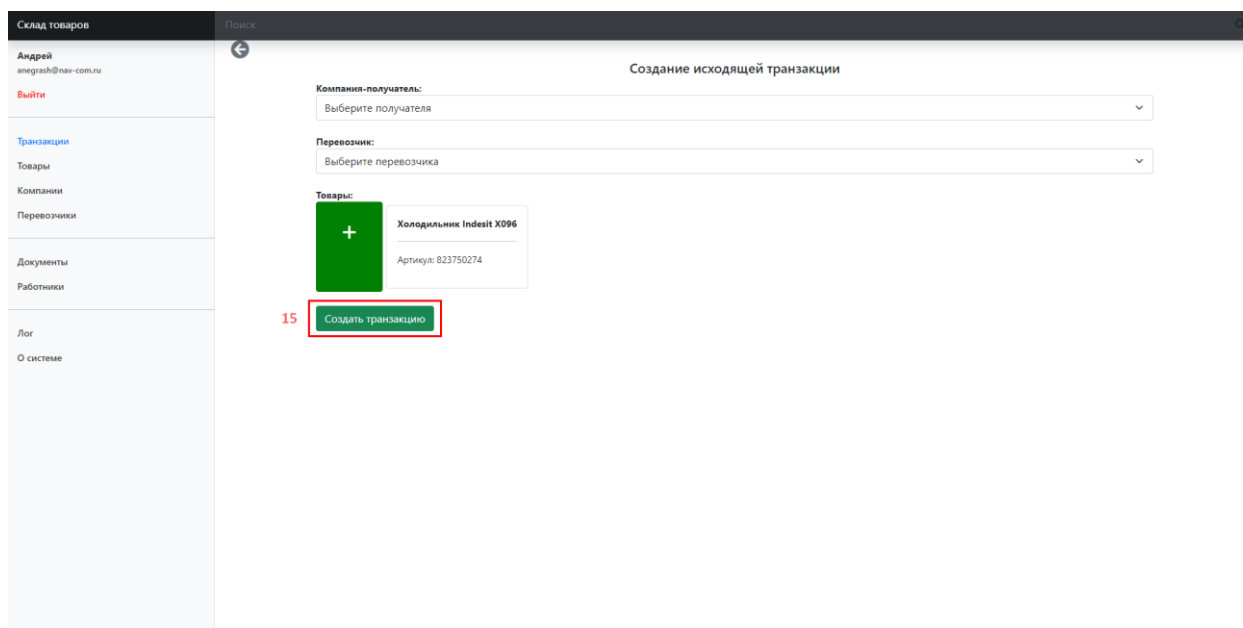 Склад товаров
Поиск
Андрей
anegrash@nav-com.ru
Выйти
Транзакции
Товары
Компании
Перевозчики
Документы
Работники
Лог
О системе
Создание исходящей транзакции
Компания-получатель:
Выберите получателя
Перевозчик:
Выберите перевозчика
Товары:
+
Холодильник Indesit X096
Артикул: 823750274
15
Создать транзакцию